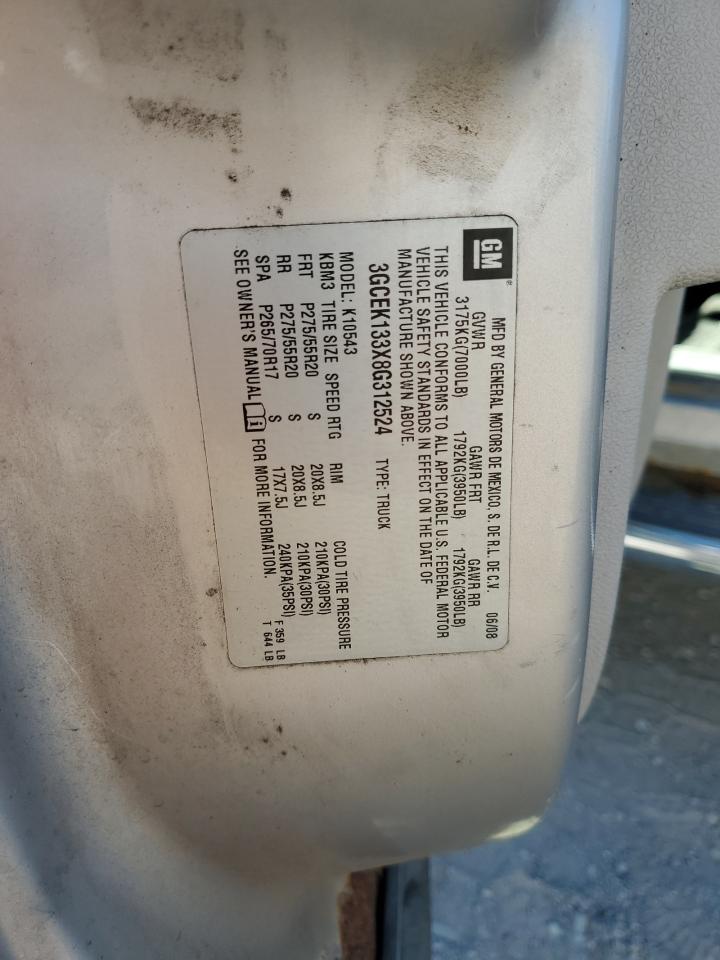 GM®
MFD BY GENERAL MOTORS DE MEXICO, S. DE R.L. DE C.V. 06/08
GVWR GAWR FRT GAWR RR
3175KG(7000LB) 1792KG(3950LB) 1792KG(3950LB)
THIS VEHICLE CONFORMS TO ALL APPLICABLE U.S. FEDERAL MOTOR
VEHICLE SAFETY STANDARDS IN EFFECT ON THE DATE OF
MANUFACTURE SHOWN ABOVE.
3GCEK133X8G312524 TYPE: TRUCK
MODEL: K10543
KBM3 TIRE SIZE SPEED RTG RIM COLD TIRE PRESSURE
FRT P275/55R20 S 20X8.5J 210KPA(30PSI)
RR P275/55R20 S 20X8.5J 210KPA(30PSI)
SPA P265/70R17 S 17X7.5J 240KPA(35PSI) F 359 LB
SEE OWNER'S MANUAL i FOR MORE INFORMATION. T 644 LB